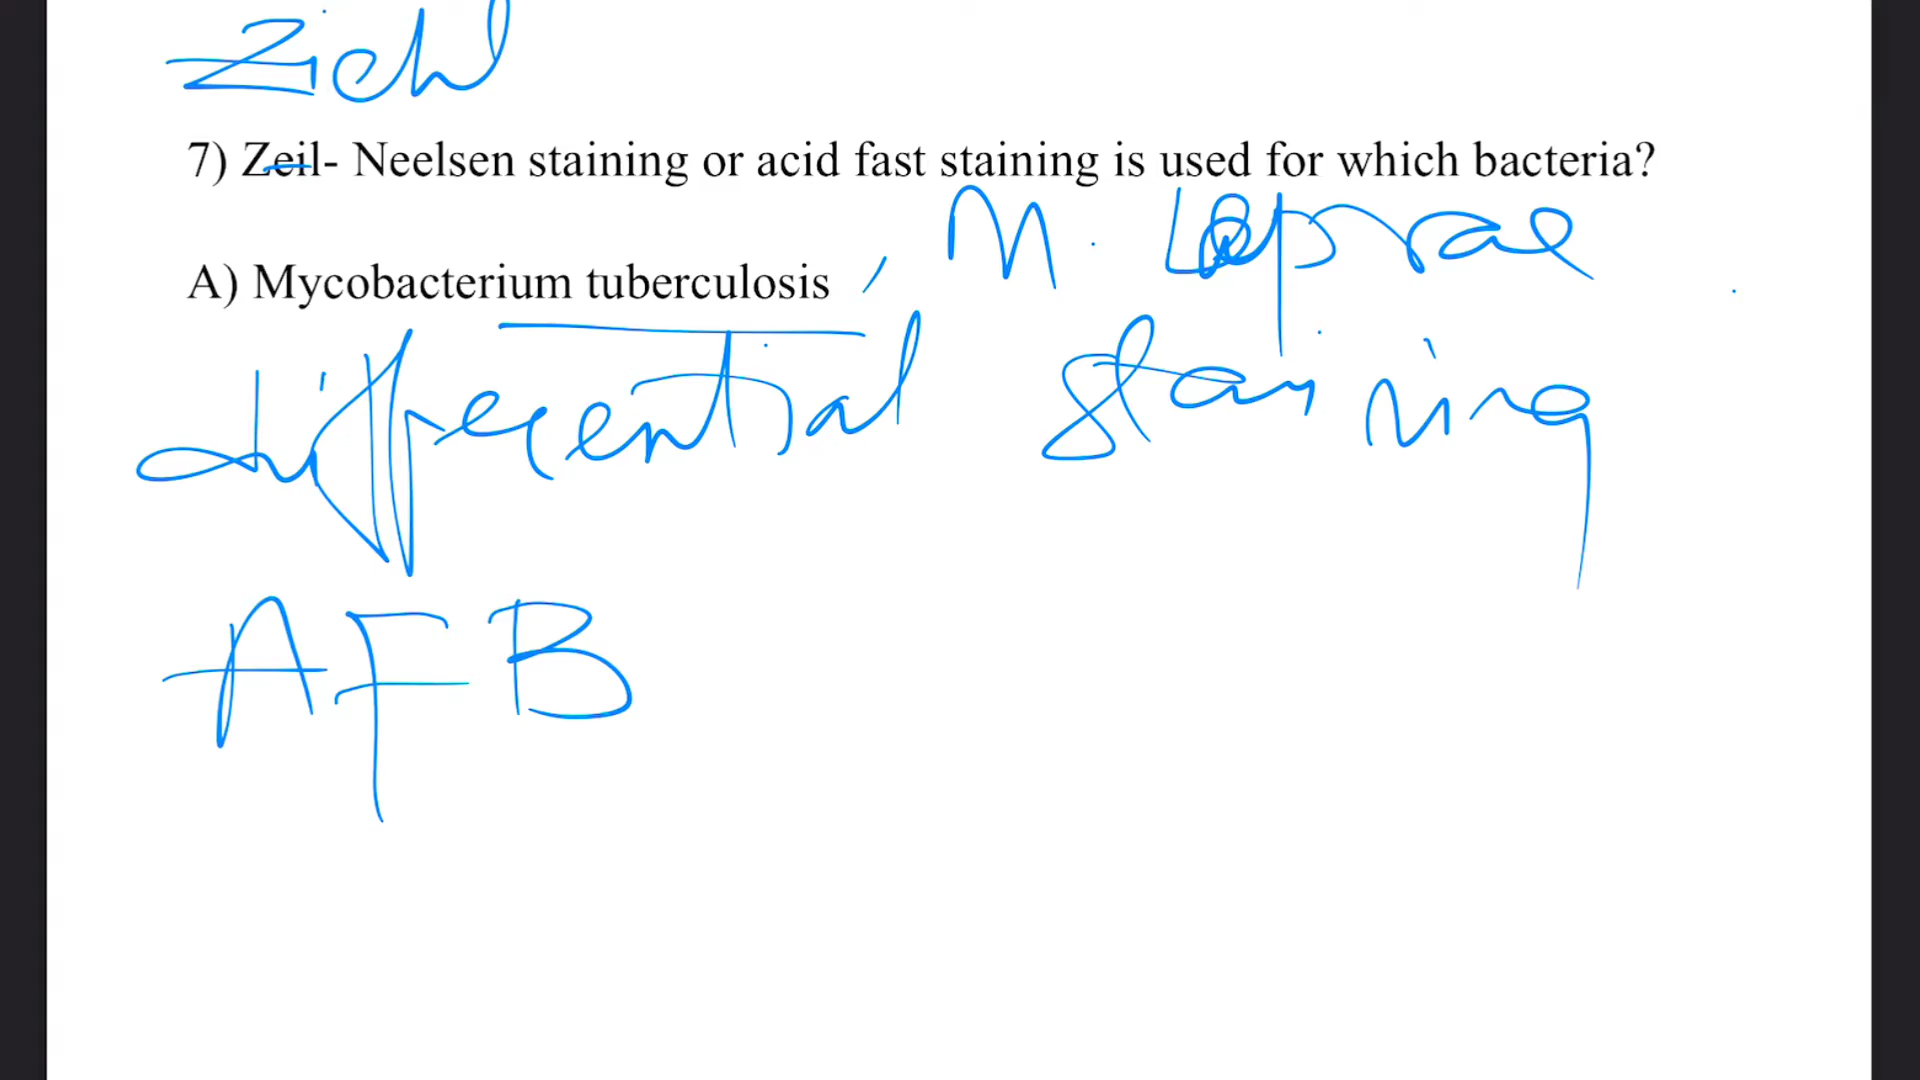 Ziehl
7) Zeil- Neelsen staining or acid fast staining is used for which bacteria?
A) Mycobacterium tuberculosis , M. Leprae
differential staining
AFB